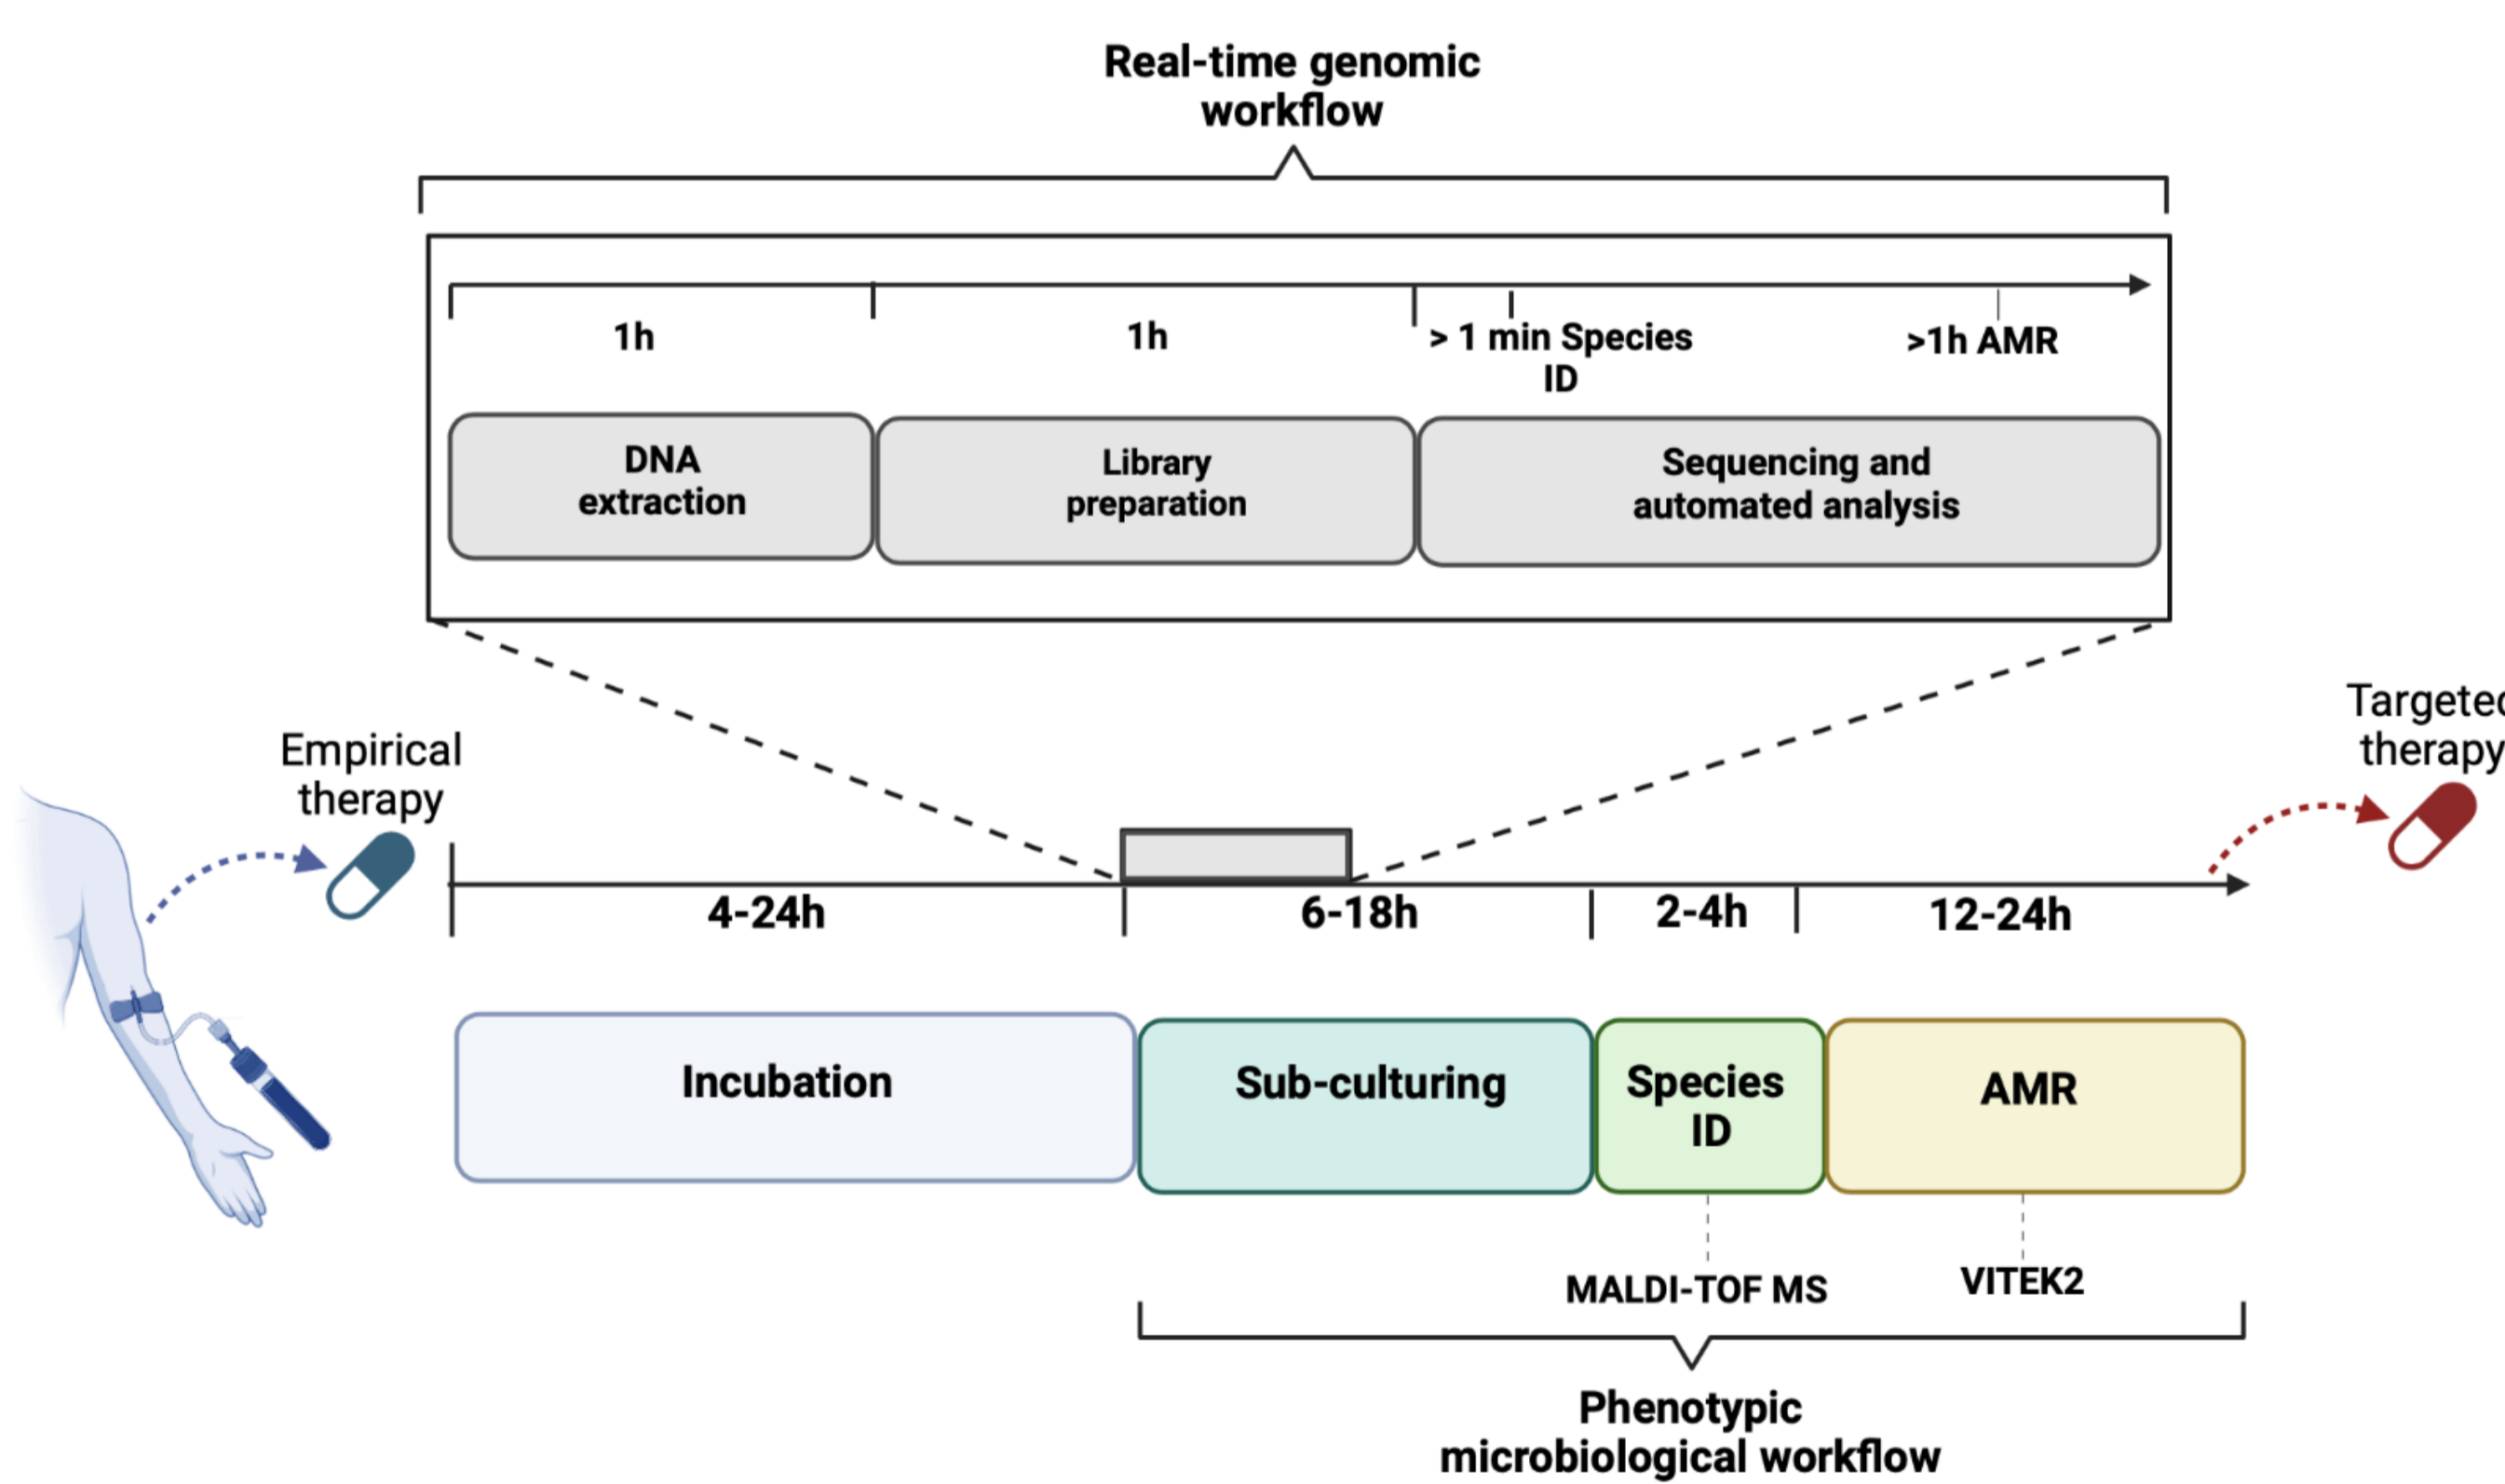 Real-time genomic
workflow
1h
1h
> 1 min Species
ID
>1h AMR
DNA
extraction
Library
preparation
Sequencing and
automated analysis
Empirical
therapy
Targeted
therapy
4-24h
6-18h
2-4h
12-24h
Incubation
Sub-culturing
Species
ID
AMR
MALDI-TOF MS
VITEK2
Phenotypic
microbiological workflow